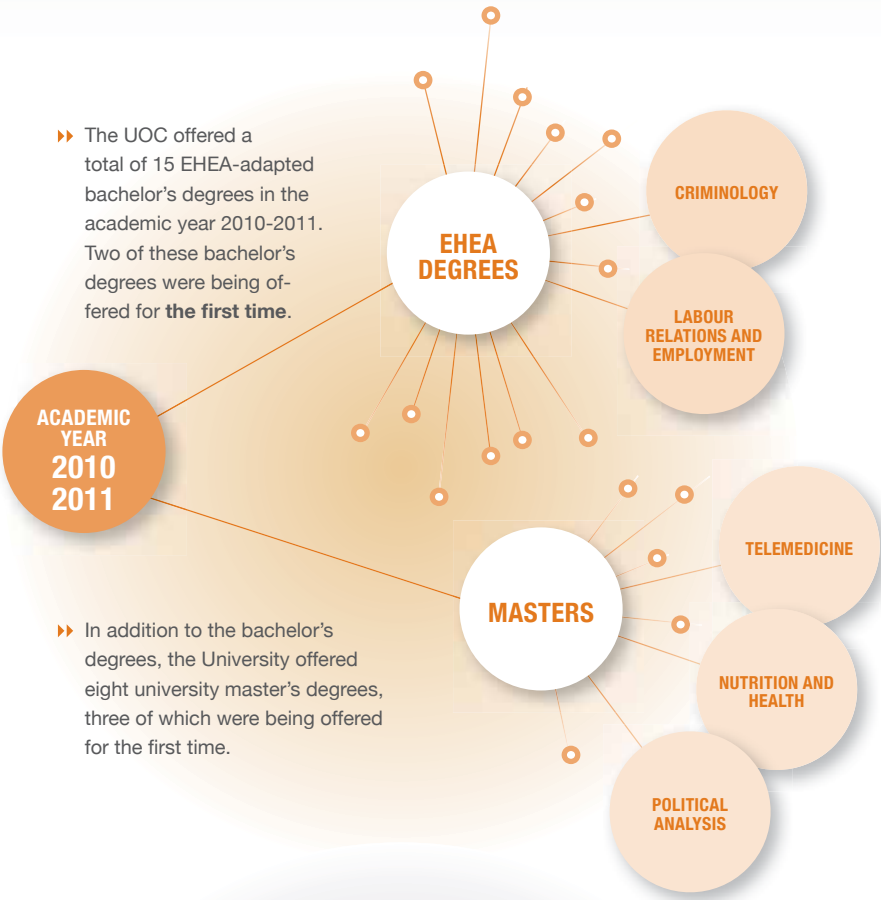 The UOC offered a
total of 15 EHEA-adapted
bachelor's degrees in the
academic year 2010-2011.
Two of these bachelor's
degrees were being of-
fered for the first time.
EHEA
DEGREES
CRIMINOLOGY
LABOUR
RELATIONS AND
EMPLOYMENT
ACADEMIC
YEAR
2010
2011
MASTERS
TELEMEDICINE
NUTRITION AND
HEALTH
POLITICAL
ANALYSIS
In addition to the bachelor's
degrees, the University offered
eight university master's degrees,
three of which were being offered
for the first time.